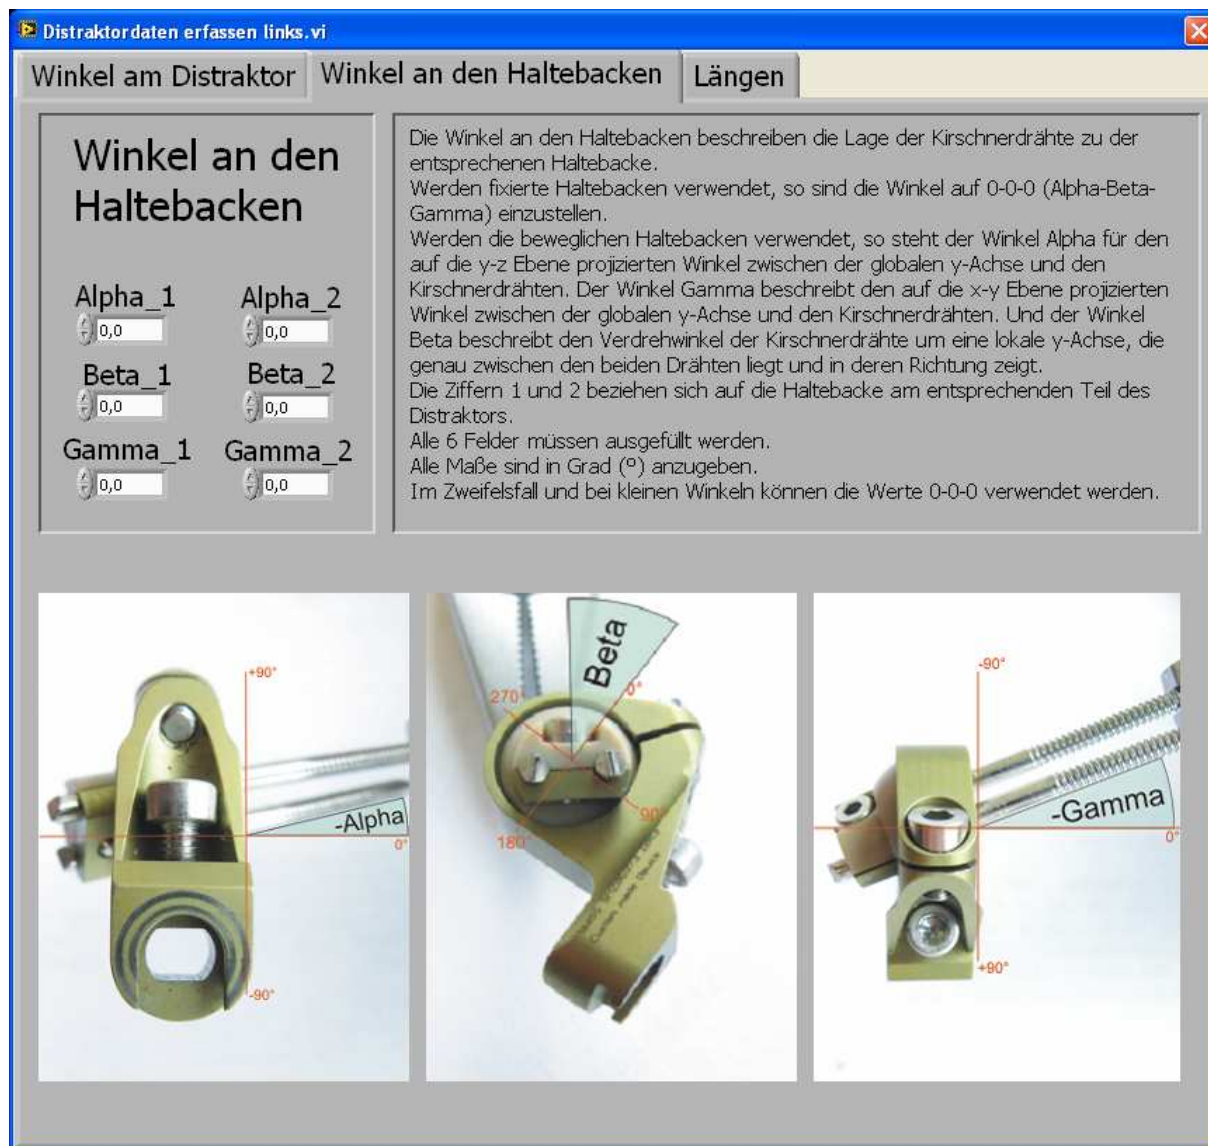 Distraktordaten erfassen links.vi
Winkel am Distraktor
Winkel an den Haltebacken
Längen
Winkel an den
Haltebacken
Alpha_1
Alpha_2
0,0
0,0
Beta_1
Beta_2
0,0
0,0
Gamma_1
Gamma_2
0,0
0,0
Die Winkel an den Haltebacken beschreiben die Lage der Kirschnerdrähte zu der
entsprechenen Haltebacke.
Werden fixierte Haltebacken verwendet, so sind die Winkel auf 0-0-0 (Alpha-Beta-
Gamma) einzustellen.
Werden die beweglichen Haltebacken verwendet, so steht der Winkel Alpha für den
auf die y-z Ebene projizierten Winkel zwischen der globalen y-Achse und den
Kirschnerdrähten. Der Winkel Gamma beschreibt den auf die x-y Ebene projizierten
Winkel zwischen der globalen y-Achse und den Kirschnerdrähten. Und der Winkel
Beta beschreibt den Verdrehwinkel der Kirschnerdrähte um eine lokale y-Achse, die
genau zwischen den beiden Drähten liegt und in deren Richtung zeigt.
Die Ziffern 1 und 2 beziehen sich auf die Haltebacke am entsprechenden Teil des
Distraktors.
Alle 6 Felder müssen ausgefüllt werden.
Alle Maße sind in Grad (º) anzugeben.
Im Zweifelsfall und bei kleinen Winkeln können die Werte 0-0-0 verwendet werden.
+90°
-Alpha
0°
-90°
Beta
270°
0°
90°
180°
-90°
-Gamma
0°
+90°